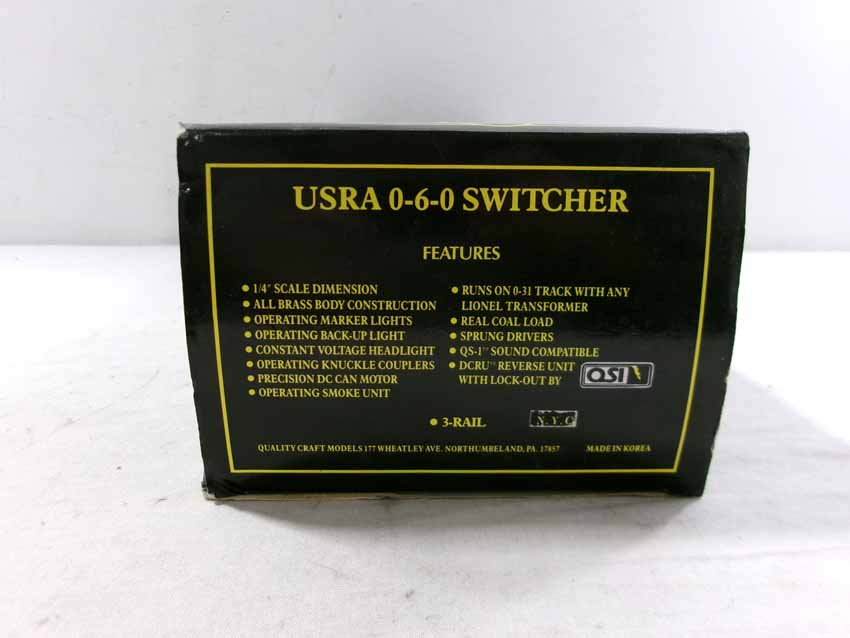 USRA 0-6-0 SWITCHER
FEATURES
• 1/4" SCALE DIMENSION
• ALL BRASS BODY CONSTRUCTION
• OPERATING MARKER LIGHTS
• OPERATING BACK-UP LIGHT
• CONSTANT VOLTAGE HEADLIGHT
• OPERATING KNUCKLE COUPLERS
• PRECISION DC CAN MOTOR
• OPERATING SMOKE UNIT
• RUNS ON 0-31 TRACK WITH ANY
LIONEL TRANSFORMER
• REAL COAL LOAD
• SPRUNG DRIVERS
• QS-1™ SOUND COMPATIBLE
• DCRU™ REVERSE UNIT
WITH LOCK-OUT BY QSI
• 3-RAIL N.Y.C
QUALITY CRAFT MODELS 177 WHEATLEY AVE. NORTHUMBELAND, PA. 17857 MADE IN KOREA